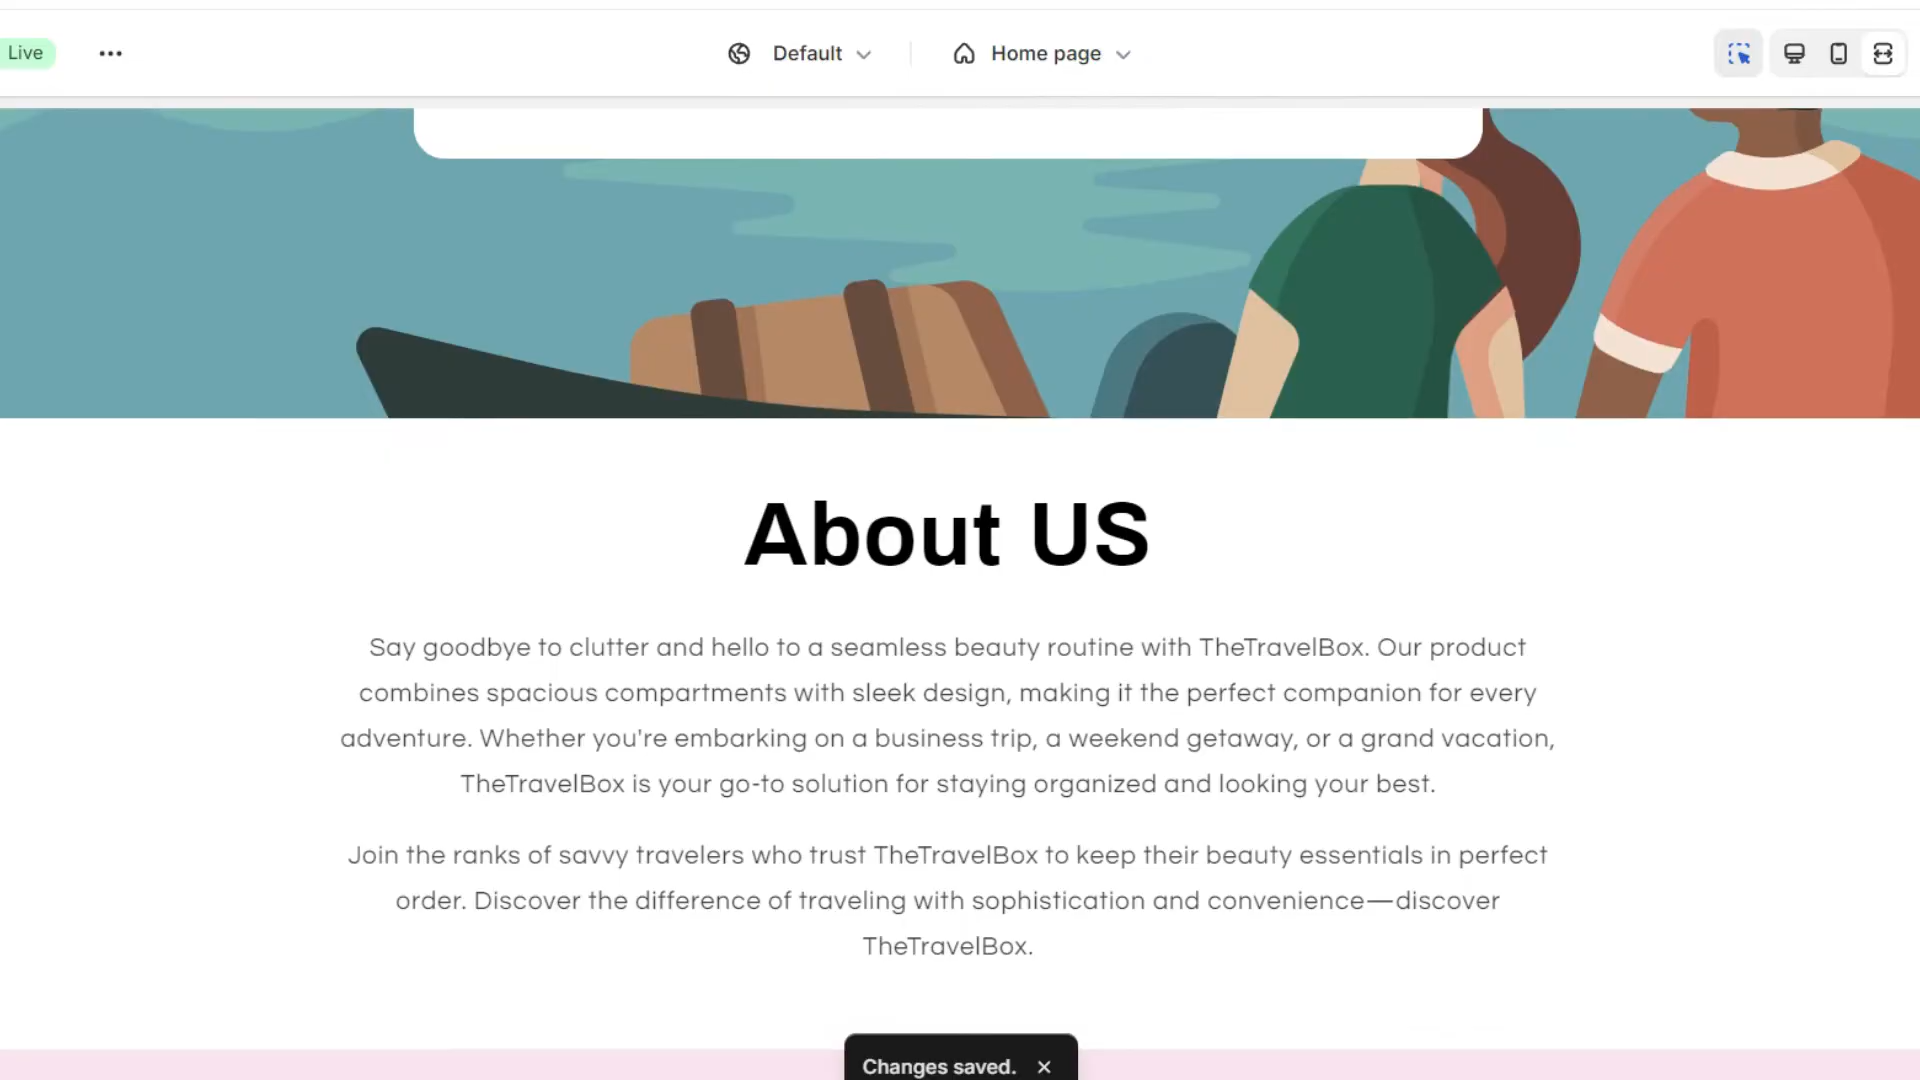 Live
Default
Home page
About US
Say goodbye to clutter and hello to a seamless beauty routine with TheTravelBox. Our product
combines spacious compartments with sleek design, making it the perfect companion for every
adventure. Whether you're embarking on a business trip, a weekend getaway, or a grand vacation,
TheTravelBox is your go-to solution for staying organized and looking your best.
Join the ranks of savvy travelers who trust TheTravelBox to keep their beauty essentials in perfect
order. Discover the difference of traveling with sophistication and convenience—discover
TheTravelBox.
Changes saved.